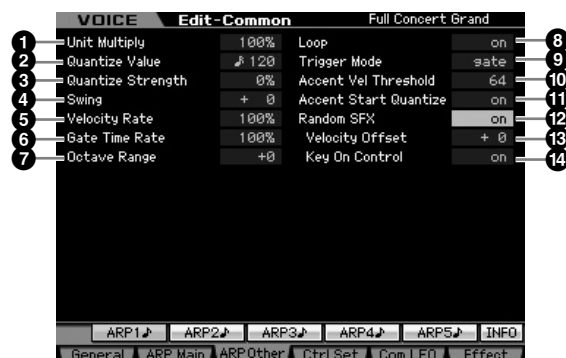 VOICE Edit-Common Full Concert Grand
1 Unit Multiply 100% Loop on 8
2 Quantize Value ♪ 120 Trigger Mode gate 9
3 Quantize Strength 0% Accent Vel Threshold 64 10
4 Swing + 0 Accent Start Quantize on 11
5 Velocity Rate 100% Random SFX on 12
6 Gate Time Rate 100% Velocity Offset + 0 13
7 Octave Range +0 Key On Control on 14
ARP1♪ ARP2♪ ARP3♪ ARP4♪ ARP5♪ INFO
General ARP Main ARP Other Ctrl Set Com LFO Effect